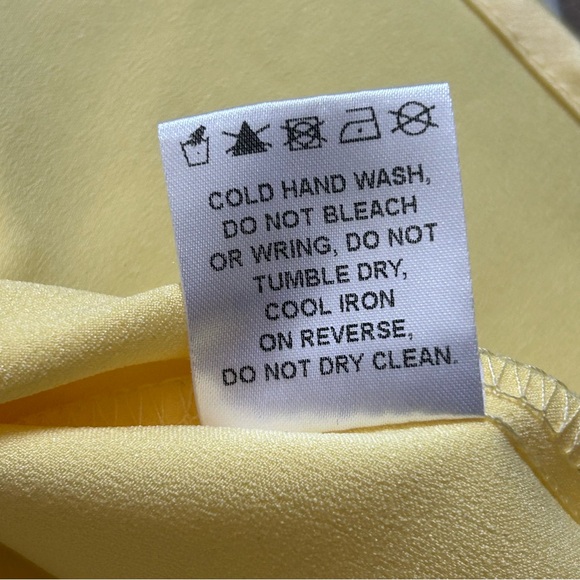 COLD HAND WASH,
DO NOT BLEACH
OR WRING, DO NOT
TUMBLE DRY,
COOL IRON
ON REVERSE,
DO NOT DRY CLEAN.